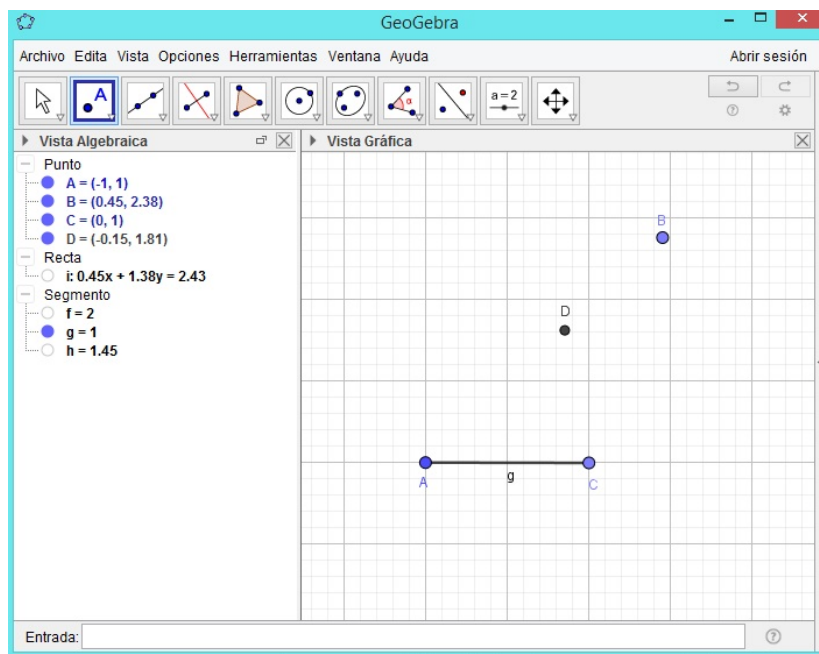 GeoGebra
Archivo Edita Vista Opciones Herramientas Ventana Ayuda Abrir sesión
A α a=2
Vista Algebraica
Punto
A = (-1, 1)
B = (0.45, 2.38)
C = (0, 1)
D = (-0.15, 1.81)
Recta
i: 0.45x + 1.38y = 2.43
Segmento
f = 2
g = 1
h = 1.45
Vista Gráfica
B
D
A g C
Entrada: